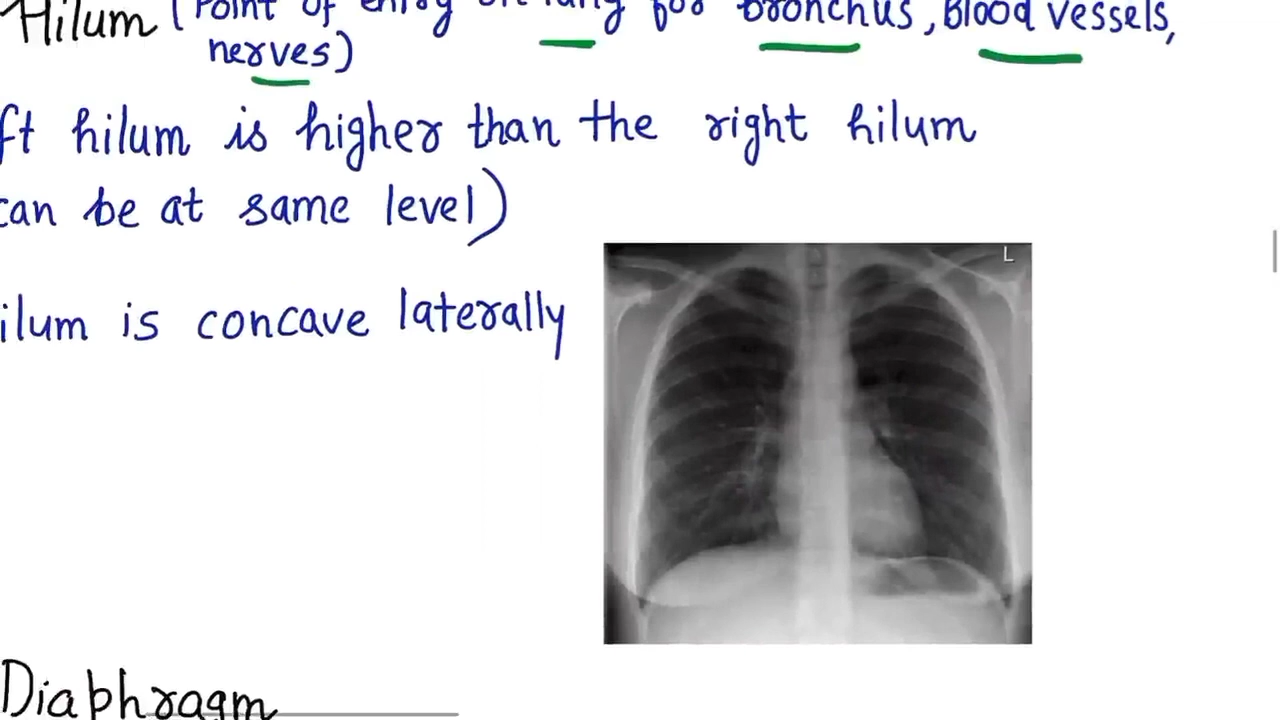 Hilum (Point of entry on lung for bronchus, Blood vessels,
nerves)
ft hilum is higher than the right hilum
can be at same level)
ilum is concave laterally
L
Diaphragm